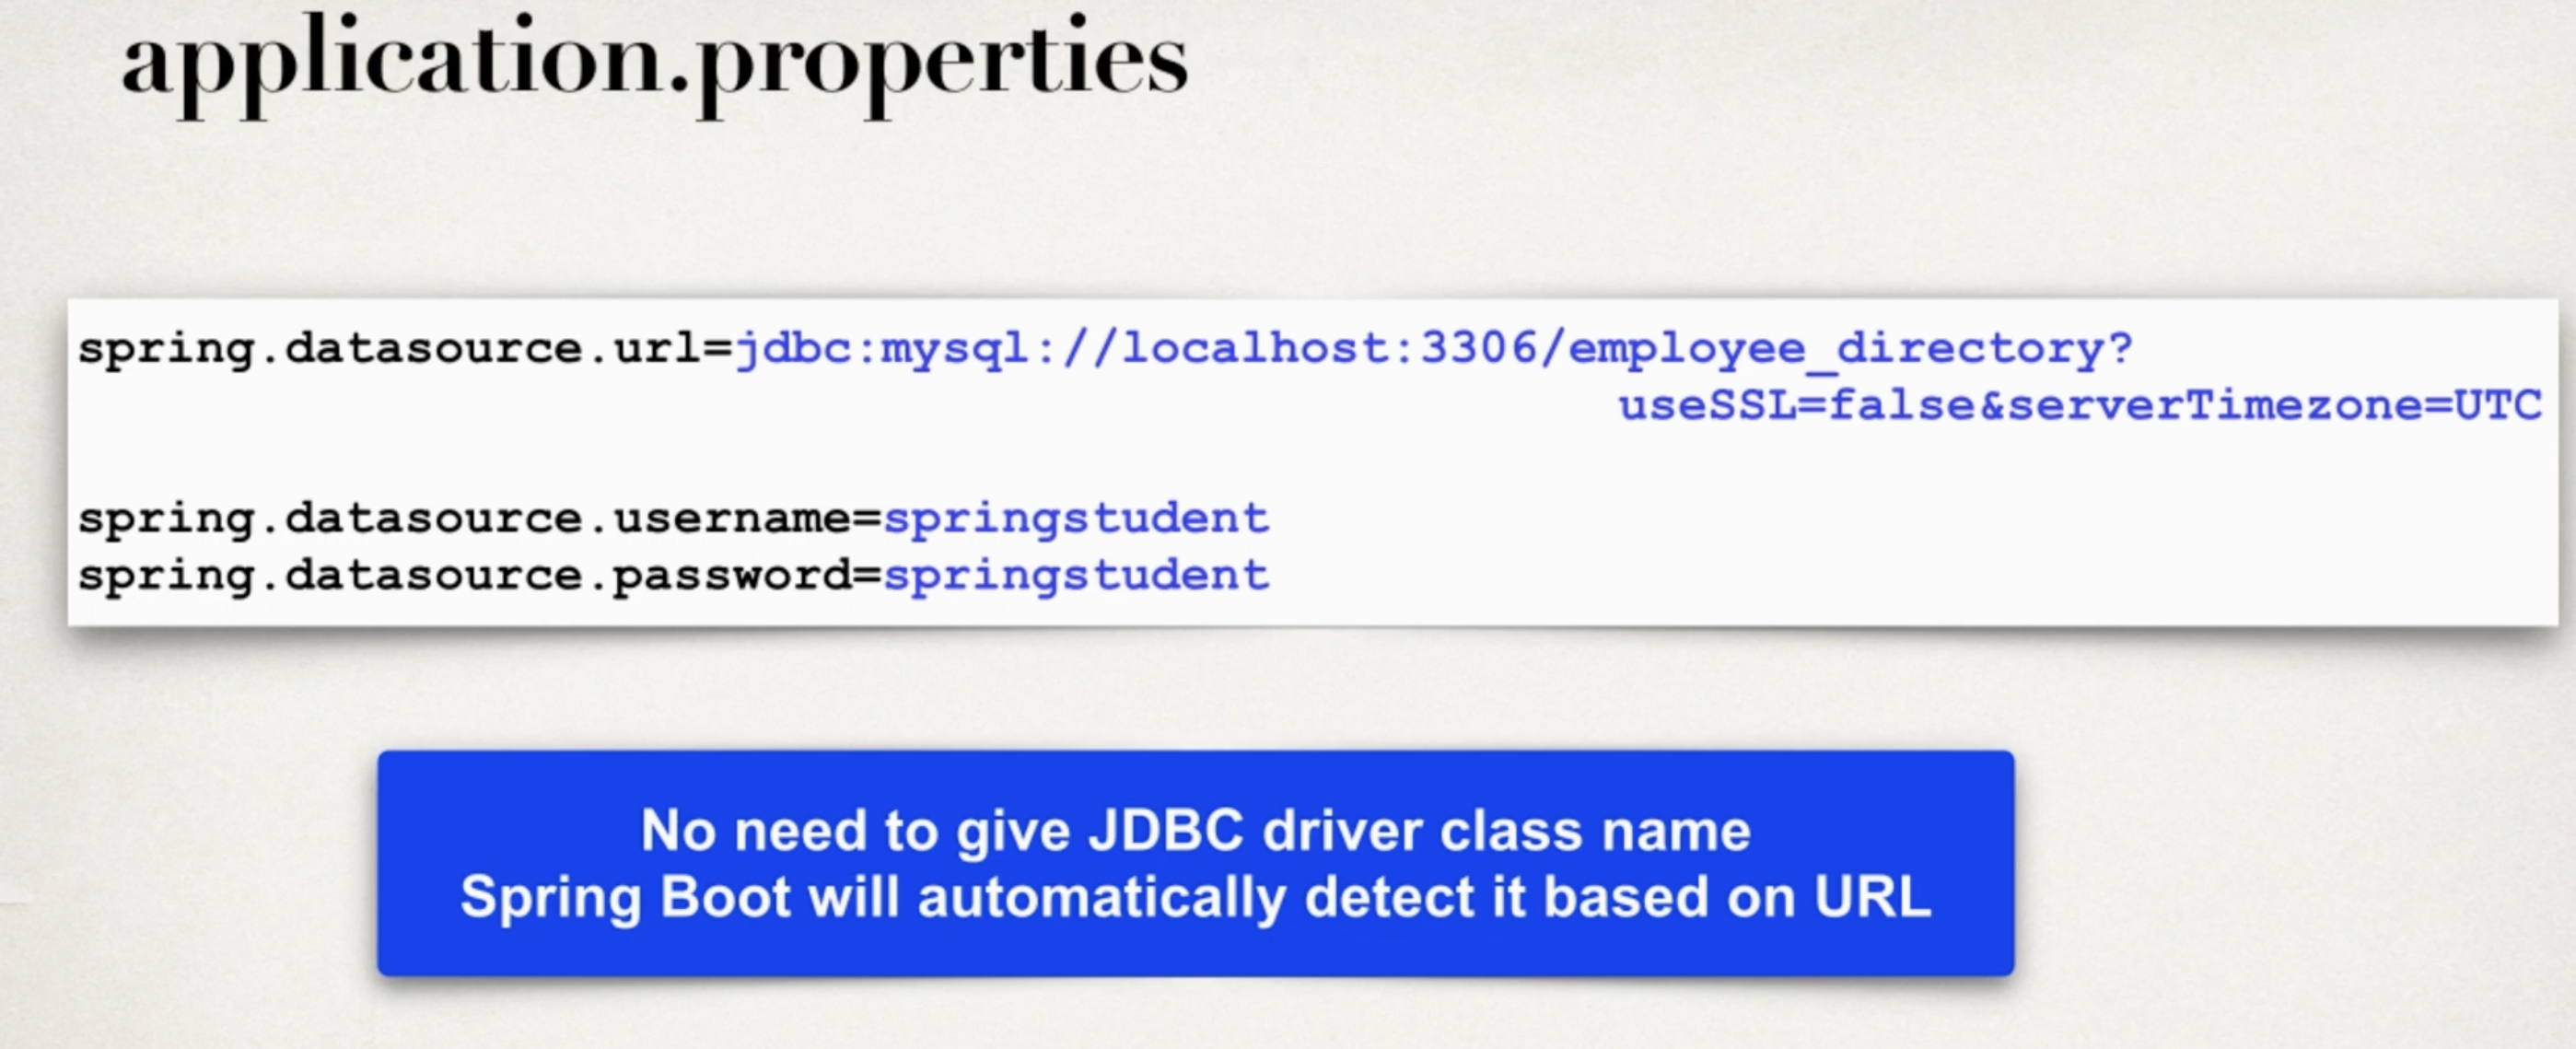 application.properties
spring.datasource.url=jdbc:mysql://localhost:3306/employee_directory?
useSSL=false&serverTimezone=UTC
spring.datasource.username=springstudent
spring.datasource.password=springstudent
No need to give JDBC driver class name
Spring Boot will automatically detect it based on URL